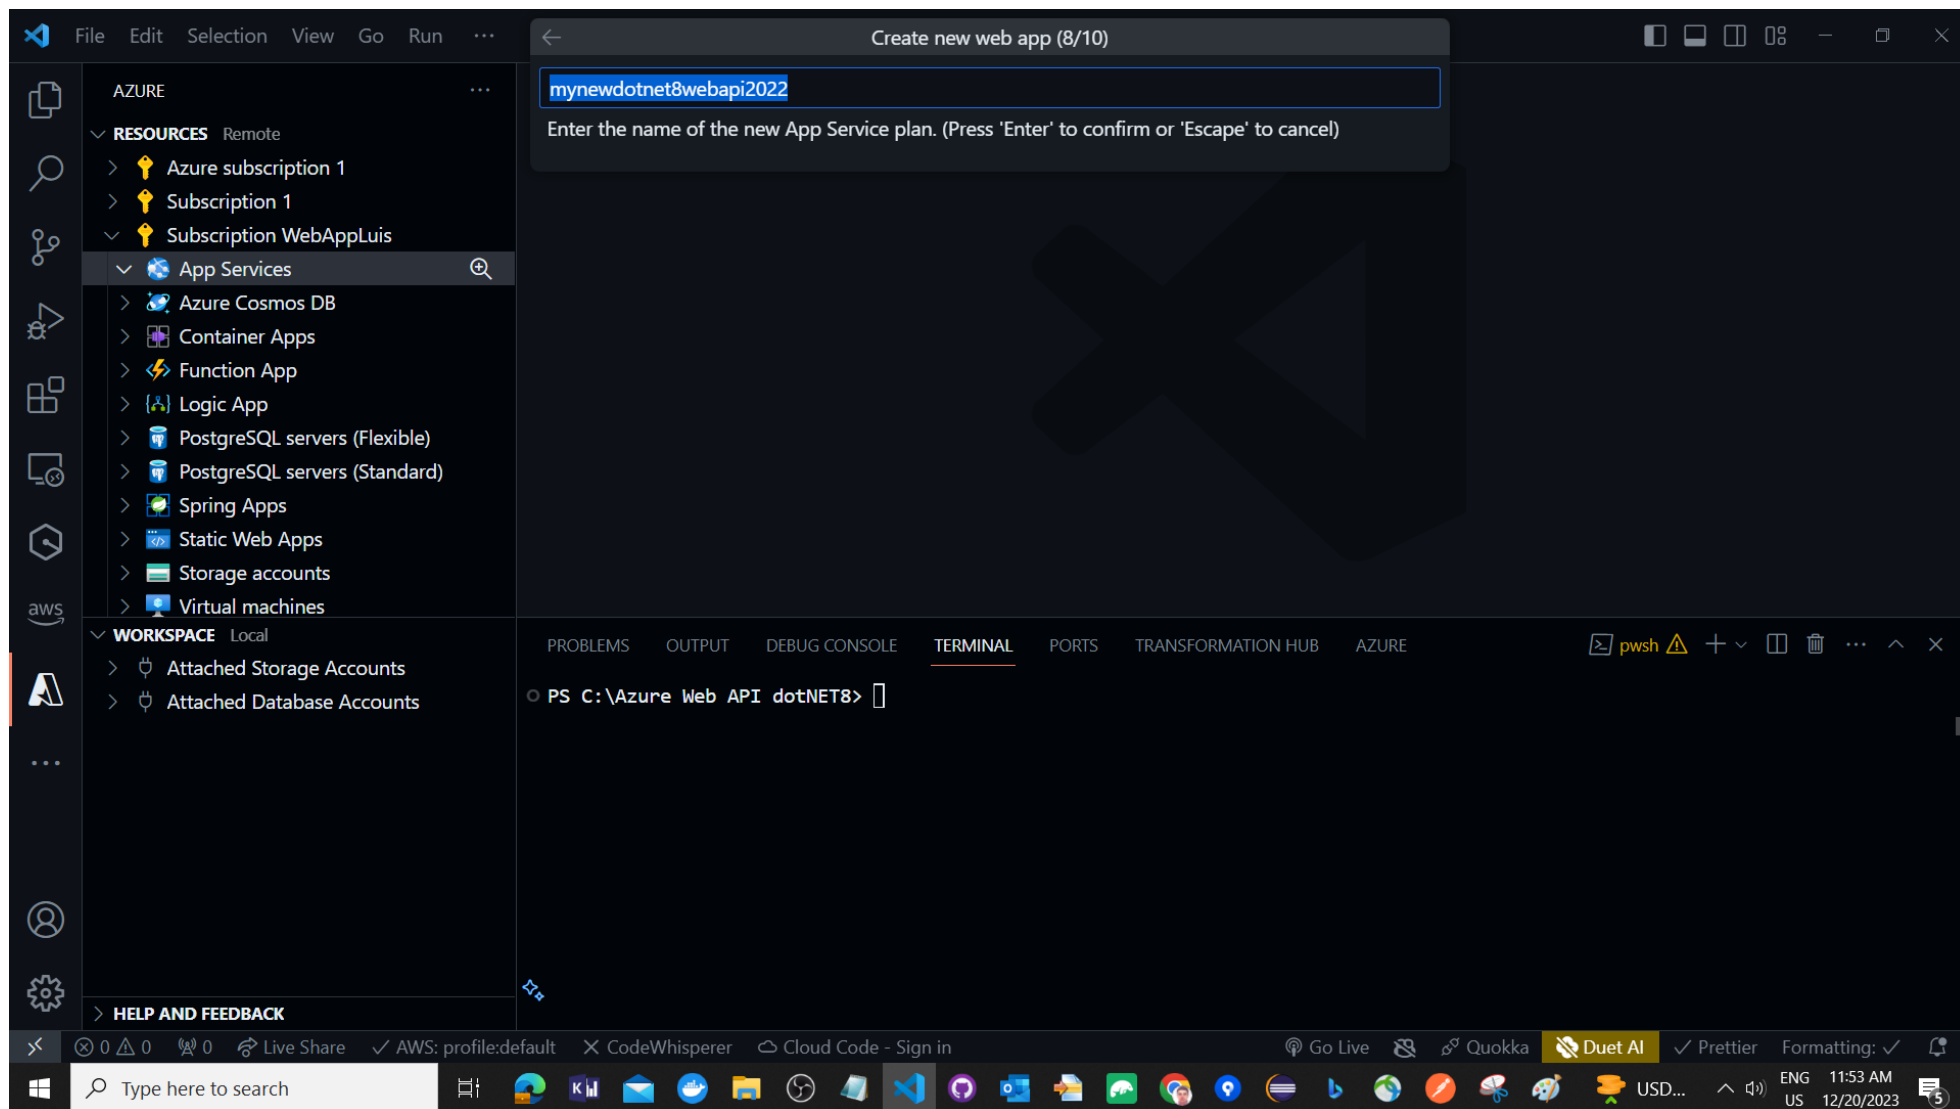 File Edit Selection View Go Run ···
Create new web app (8/10)
mynewdotnet8webapi2022
Enter the name of the new App Service plan. (Press 'Enter' to confirm or 'Escape' to cancel)
AZURE
RESOURCES Remote
Azure subscription 1
Subscription 1
Subscription WebAppLuis
App Services
Azure Cosmos DB
Container Apps
Function App
Logic App
PostgreSQL servers (Flexible)
PostgreSQL servers (Standard)
Spring Apps
Static Web Apps
Storage accounts
Virtual machines
aws
WORKSPACE Local
Attached Storage Accounts
Attached Database Accounts
HELP AND FEEDBACK
PROBLEMS OUTPUT DEBUG CONSOLE TERMINAL PORTS TRANSFORMATION HUB AZURE
pwsh
PS C:\Azure Web API dotNET8>
0 0 0 Live Share AWS: profile:default CodeWhisperer Cloud Code - Sign in Go Live Quokka Duet AI Prettier Formatting:
Type here to search
USD...
ENG
US
11:53 AM
12/20/2023
5